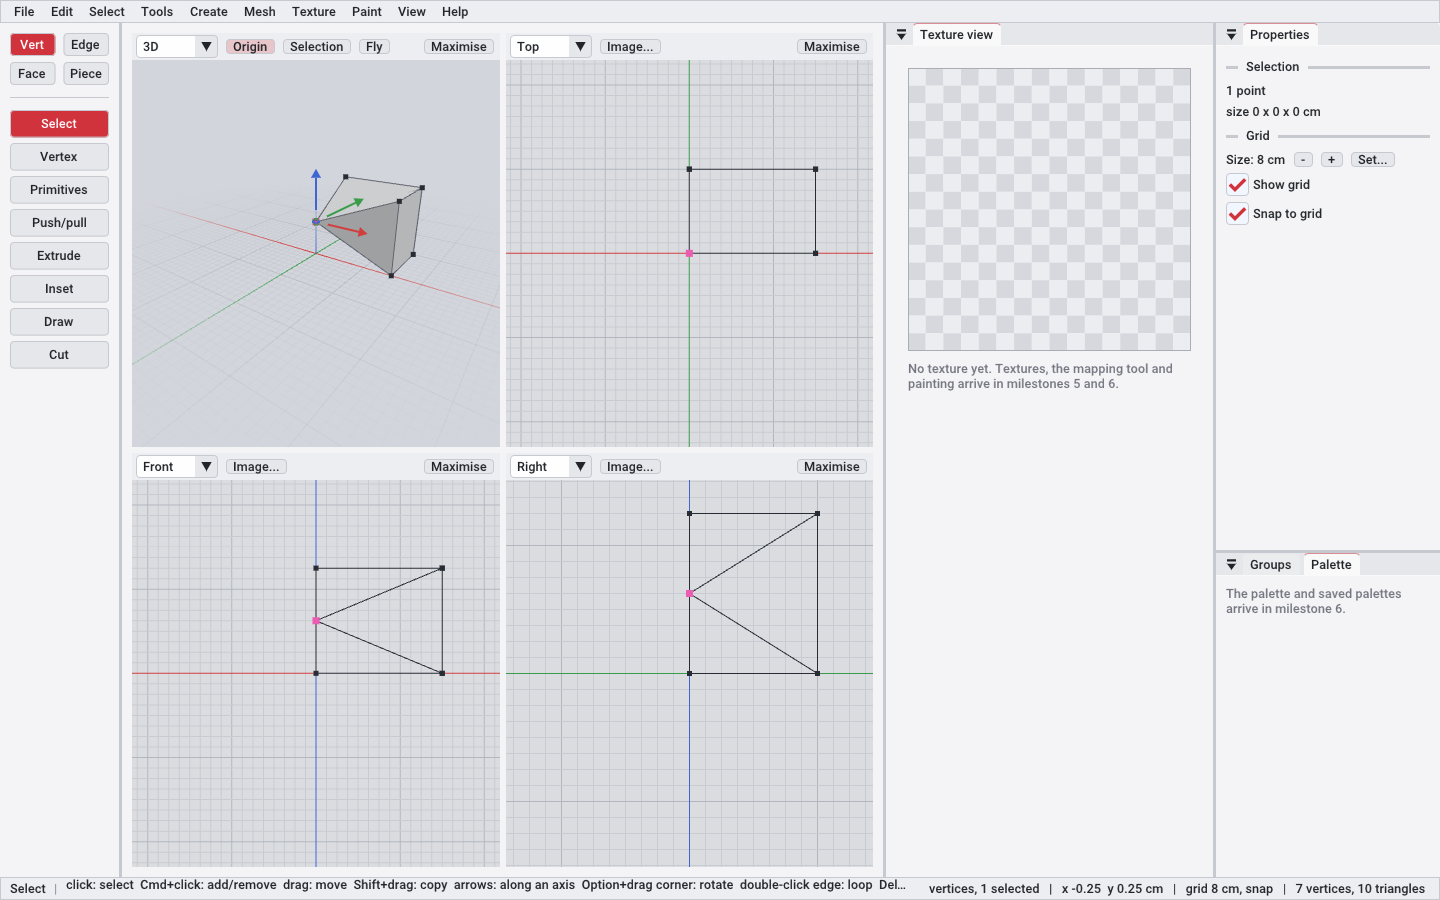 File Edit Select Tools Create Mesh Texture Paint View Help
Vert Edge
Face Piece
Select
Vertex
Primitives
Push/pull
Extrude
Inset
Draw
Cut
3D Origin Selection Fly Maximise
Top Image... Maximise
Front Image... Maximise
Right Image... Maximise
Texture view
No texture yet. Textures, the mapping tool and
painting arrive in milestones 5 and 6.
Properties
Selection
1 point
size 0 x 0 x 0 cm
Grid
Size: 8 cm - + Set...
Show grid
Snap to grid
Groups Palette
The palette and saved palettes
arrive in milestone 6.
Select | click: select Cmd+click: add/remove drag: move Shift+drag: copy arrows: along an axis Option+drag corner: rotate double-click edge: loop Del... vertices, 1 selected | x -0.25 y 0.25 cm | grid 8 cm, snap | 7 vertices, 10 triangles